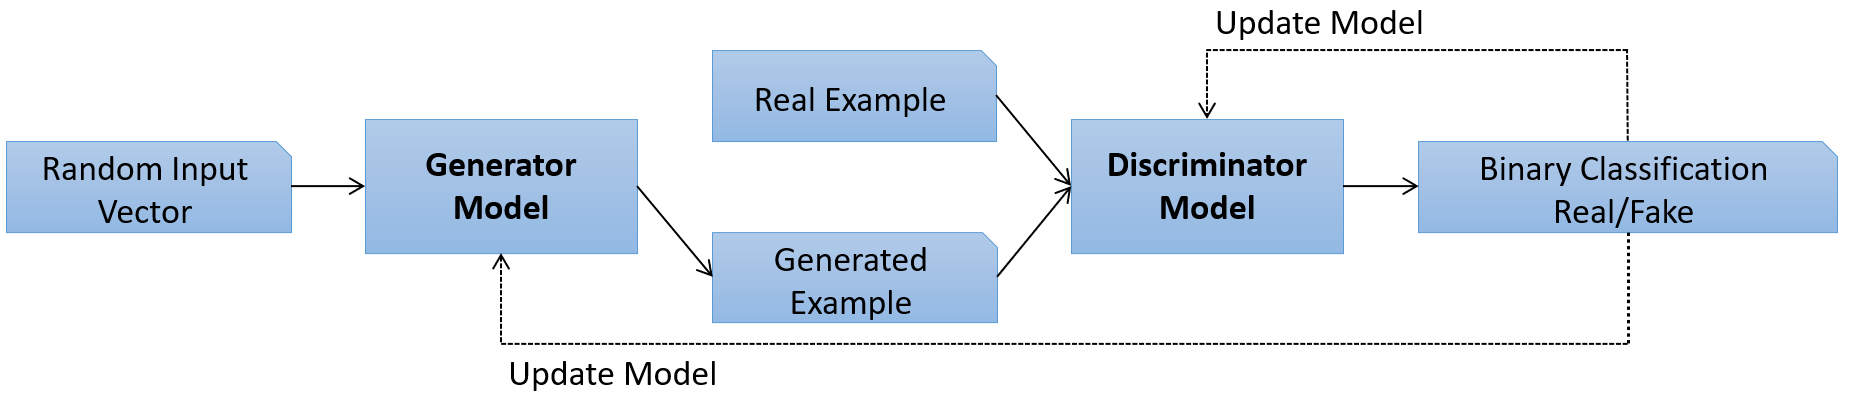 Update Model
Real Example
Random Input
Vector
Generator
Model
Discriminator
Model
Binary Classification
Real/Fake
Generated
Example
Update Model